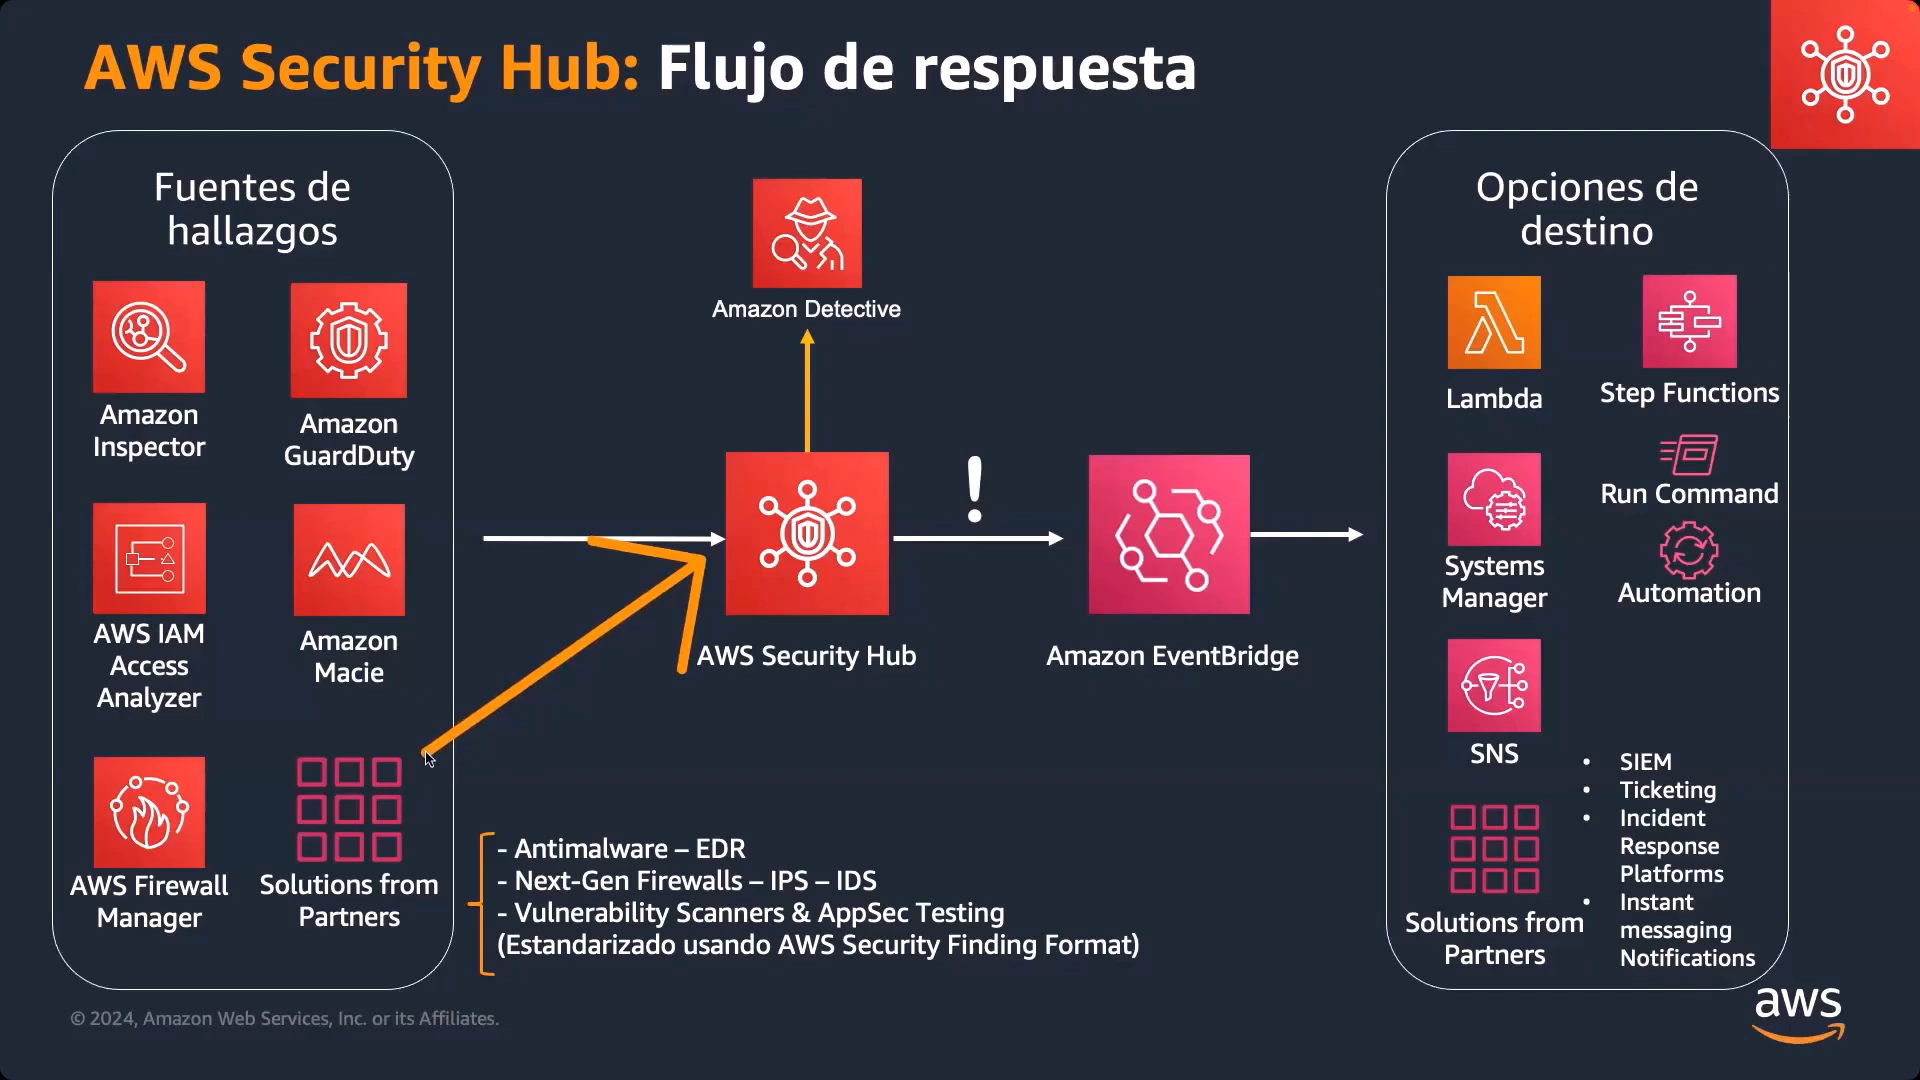 AWS Security Hub: Flujo de respuesta
Fuentes de
hallazgos
Amazon
Inspector
Amazon
GuardDuty
AWS IAM
Access
Analyzer
Amazon
Macie
AWS Firewall
Manager
Solutions from
Partners
Amazon Detective
!
AWS Security Hub
Amazon EventBridge
- Antimalware – EDR
- Next-Gen Firewalls – IPS – IDS
- Vulnerability Scanners & AppSec Testing
(Estandarizado usando AWS Security Finding Format)
Opciones de
destino
Lambda
Step Functions
Systems
Manager
Run Command
Automation
SNS
Solutions from
Partners
• SIEM
• Ticketing
• Incident
Response
Platforms
• Instant
messaging
Notifications
© 2024, Amazon Web Services, Inc. or its Affiliates.
aws